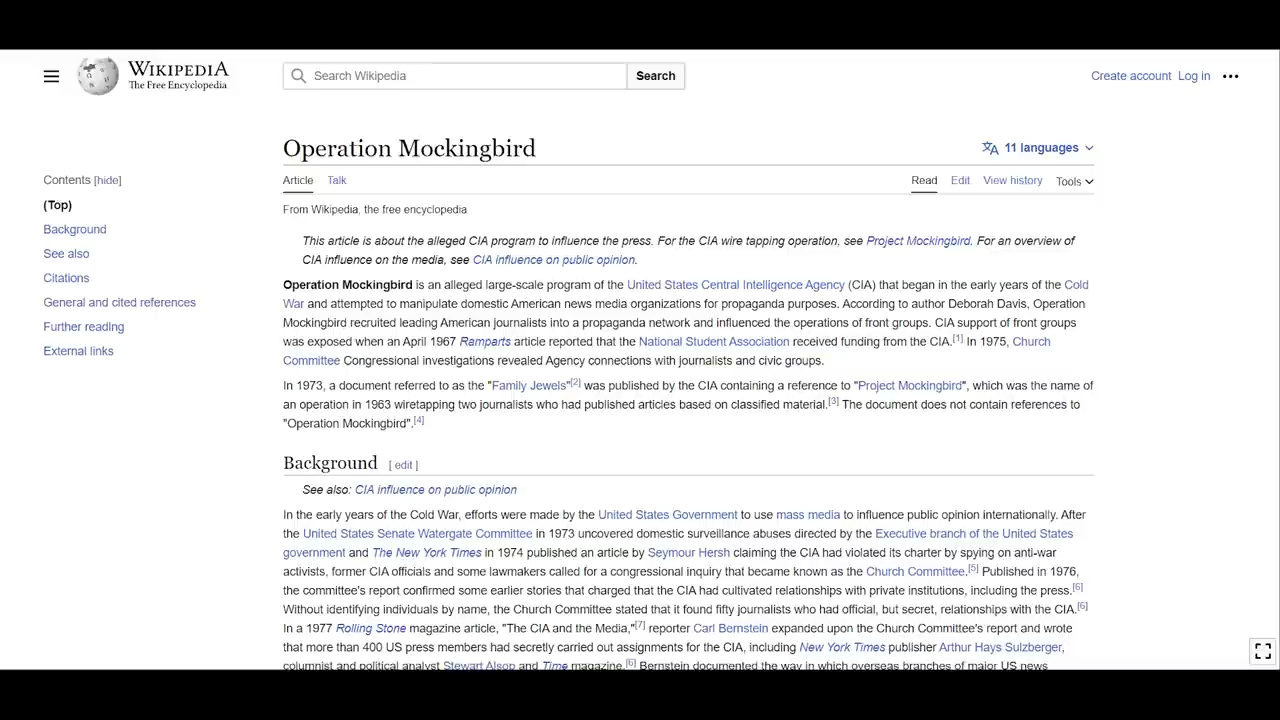 WIKIPEDIA
The Free Encyclopedia
Search Wikipedia
Search
Create account Log in
Operation Mockingbird
11 languages
Contents [hide]
(Top)
Background
See also
Citations
General and cited references
Further reading
External links
Article Talk
Read Edit View history Tools
From Wikipedia, the free encyclopedia
This article is about the alleged CIA program to influence the press. For the CIA wire tapping operation, see Project Mockingbird. For an overview of
CIA influence on the media, see CIA influence on public opinion.
Operation Mockingbird is an alleged large-scale program of the United States Central Intelligence Agency (CIA) that began in the early years of the Cold
War and attempted to manipulate domestic American news media organizations for propaganda purposes. According to author Deborah Davis, Operation
Mockingbird recruited leading American journalists into a propaganda network and influenced the operations of front groups. CIA support of front groups
was exposed when an April 1967 Ramparts article reported that the National Student Association received funding from the CIA.[1] In 1975, Church
Committee Congressional investigations revealed Agency connections with journalists and civic groups.
In 1973, a document referred to as the "Family Jewels"[2] was published by the CIA containing a reference to "Project Mockingbird", which was the name of
an operation in 1963 wiretapping two journalists who had published articles based on classified material.[3] The document does not contain references to
"Operation Mockingbird".[4]
Background [ edit ]
See also: CIA influence on public opinion
In the early years of the Cold War, efforts were made by the United States Government to use mass media to influence public opinion internationally. After
the United States Senate Watergate Committee in 1973 uncovered domestic surveillance abuses directed by the Executive branch of the United States
government and The New York Times in 1974 published an article by Seymour Hersh claiming the CIA had violated its charter by spying on anti-war
activists, former CIA officials and some lawmakers called for a congressional inquiry that became known as the Church Committee.[5] Published in 1976,
the committee's report confirmed some earlier stories that charged that the CIA had cultivated relationships with private institutions, including the press.[6]
Without identifying individuals by name, the Church Committee stated that it found fifty journalists who had official, but secret, relationships with the CIA.[6]
In a 1977 Rolling Stone magazine article, "The CIA and the Media,"[7] reporter Carl Bernstein expanded upon the Church Committee's report and wrote
that more than 400 US press members had secretly carried out assignments for the CIA, including New York Times publisher Arthur Hays Sulzberger,
columnist and political analyst Stewart Alsop and Time magazine.[6] Bernstein documented the way in which overseas branches of major US news